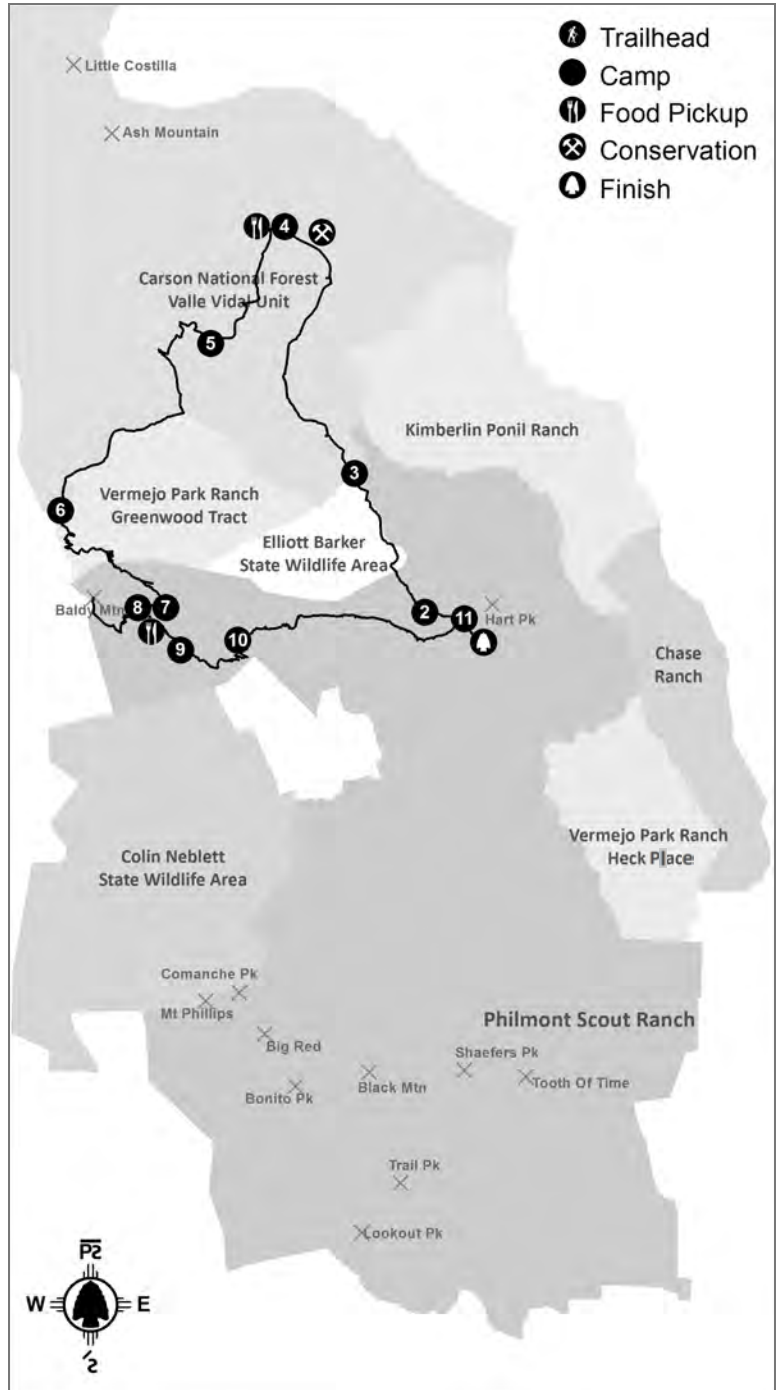 Trailhead
Camp
Food Pickup
Conservation
Finish
Little Costilla
Ash Mountain
4
Carson National Forest
Valle Vidal Unit
5
Kimberlin Ponil Ranch
3
Vermejo Park Ranch
Greenwood Tract
6
Elliott Barker
State Wildlife Area
Baldy Mtn
8
7
2
11
Hart Pk
10
9
Chase
Ranch
Vermejo Park Ranch
Heck Place
Colin Neblett
State Wildlife Area
Comanche Pk
Mt Phillips
Philmont Scout Ranch
Big Red
Shaefers Pk
Black Mtn
Tooth Of Time
Bonito Pk
Trail Pk
Lookout Pk
W
E